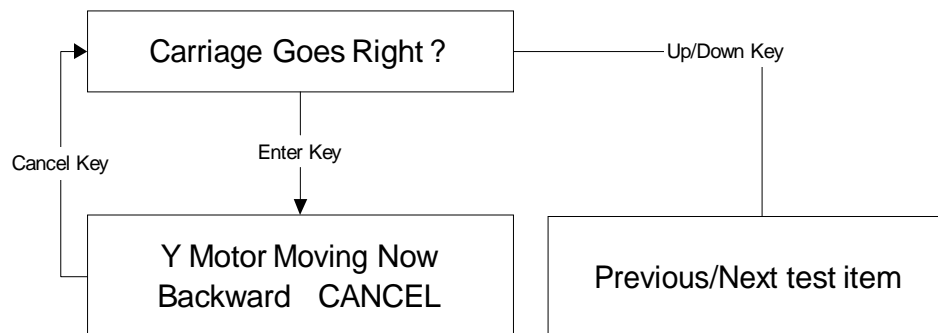 Carriage Goes Right ?
Up/Down Key
Enter Key
Cancel Key
Y Motor Moving Now
Backward CANCEL
Previous/Next test item